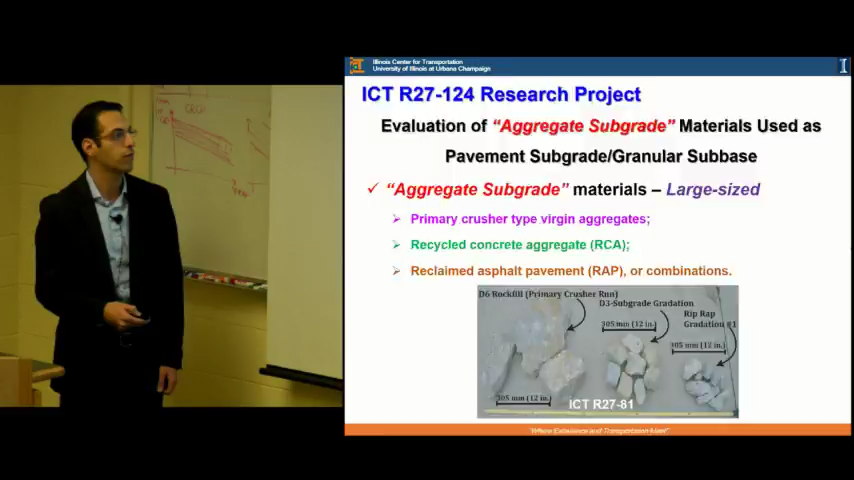 Illinois Center for Transportation
University of Illinois at Urbana Champaign
ICT R27-124 Research Project
Evaluation of "Aggregate Subgrade" Materials Used as
Pavement Subgrade/Granular Subbase
✓ "Aggregate Subgrade" materials – Large-sized
➢ Primary crusher type virgin aggregates;
➢ Recycled concrete aggregate (RCA);
➢ Reclaimed asphalt pavement (RAP), or combinations.
D6 Rockfill (Primary Crusher Run)
D3-Subgrade Gradation
Rip Rap
Gradation #1
305 mm (12 in.)
305 mm (12 in.)
305 mm (12 in.)
ICT R27-81
"Where Excellence and Transportation Meet"